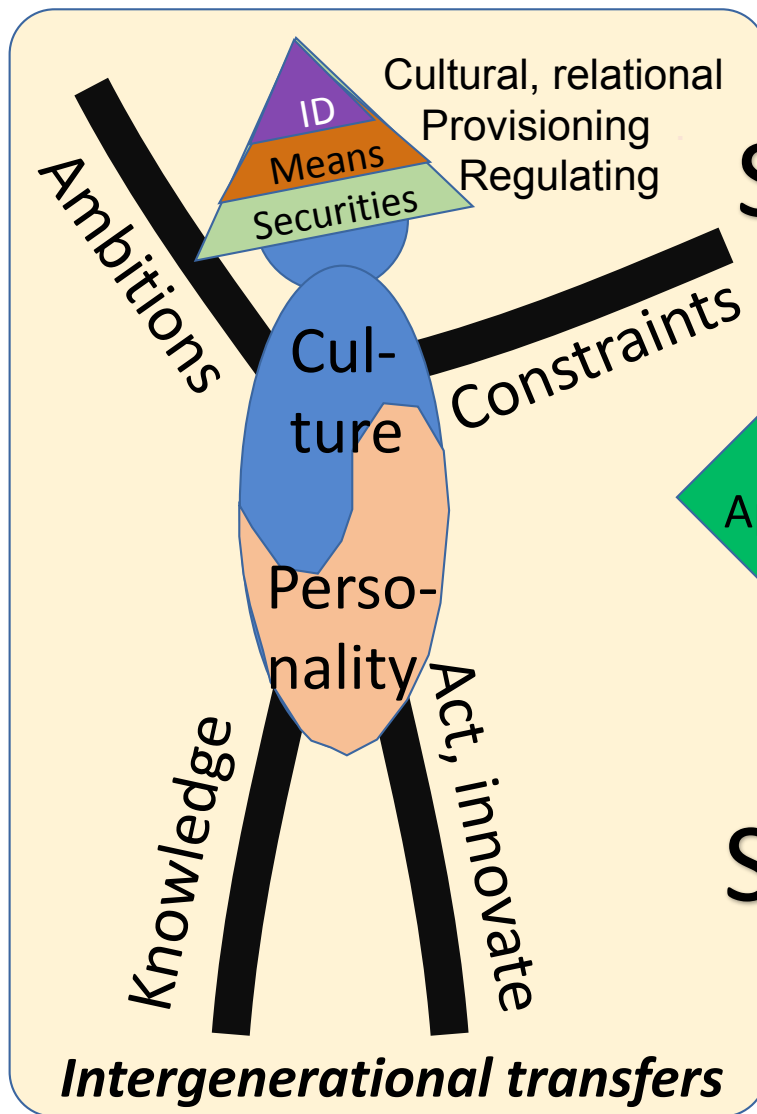 Cultural, relational
ID
Provisioning
Means
Regulating
Securities
S
Ambitions
Constraints
Cul-
ture
A
Perso-
nality
Knowledge
Act, innovate
S
Intergenerational transfers